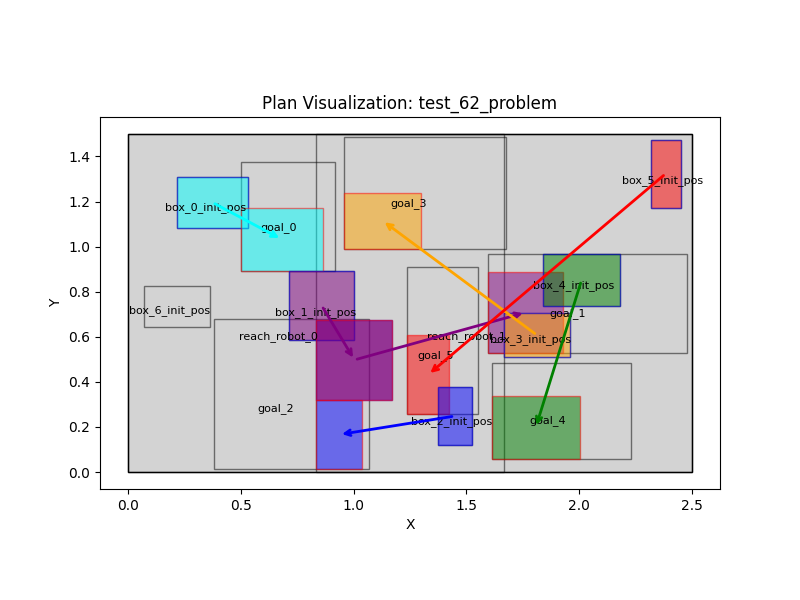 Plan Visualization: test_62_problem
1.4
1.2
1.0
0.8
0.6
0.4
0.2
0.0
Y
box_5_init_pos
box_0_init_pos
goal_3
goal_0
box_4_init_pos
box_6_init_pos
box_1_init_pos
goal_1
reach_robot_0
reach_robot_1
box_3_init_pos
goal_5
goal_2
box_2_init_pos
goal_4
0.0
0.5
1.0
1.5
2.0
2.5
X